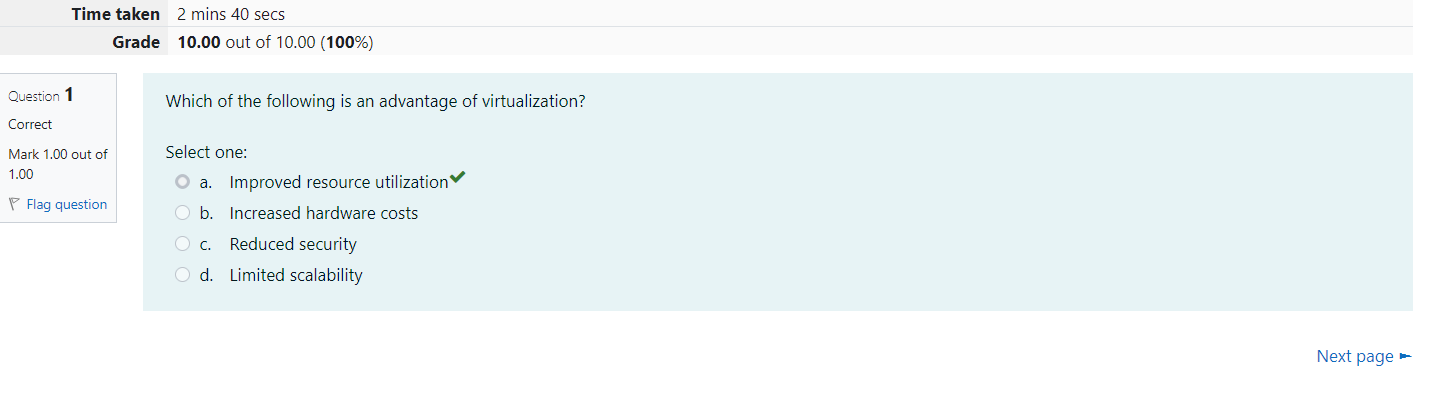 Time taken 2 mins 40 secs
Grade 10.00 out of 10.00 (100%)
Question 1
Correct
Mark 1.00 out of
1.00
Flag question
Which of the following is an advantage of virtualization?
Select one:
a. Improved resource utilization
b. Increased hardware costs
c. Reduced security
d. Limited scalability
Next page